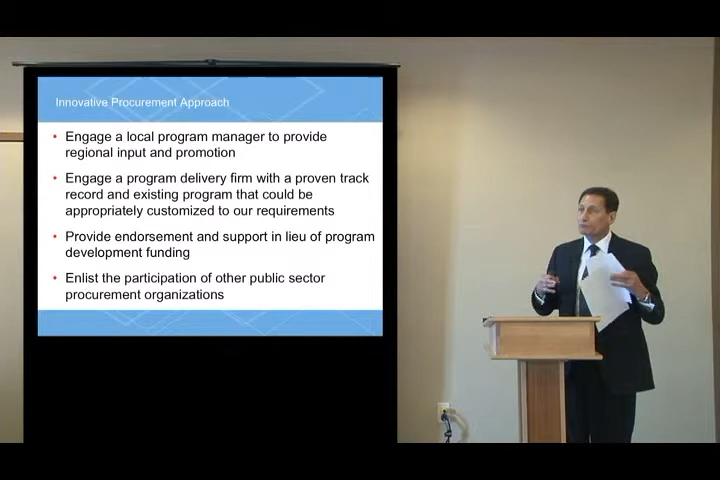 Innovative Procurement Approach
• Engage a local program manager to provide
regional input and promotion
• Engage a program delivery firm with a proven track
record and existing program that could be
appropriately customized to our requirements
• Provide endorsement and support in lieu of program
development funding
• Enlist the participation of other public sector
procurement organizations